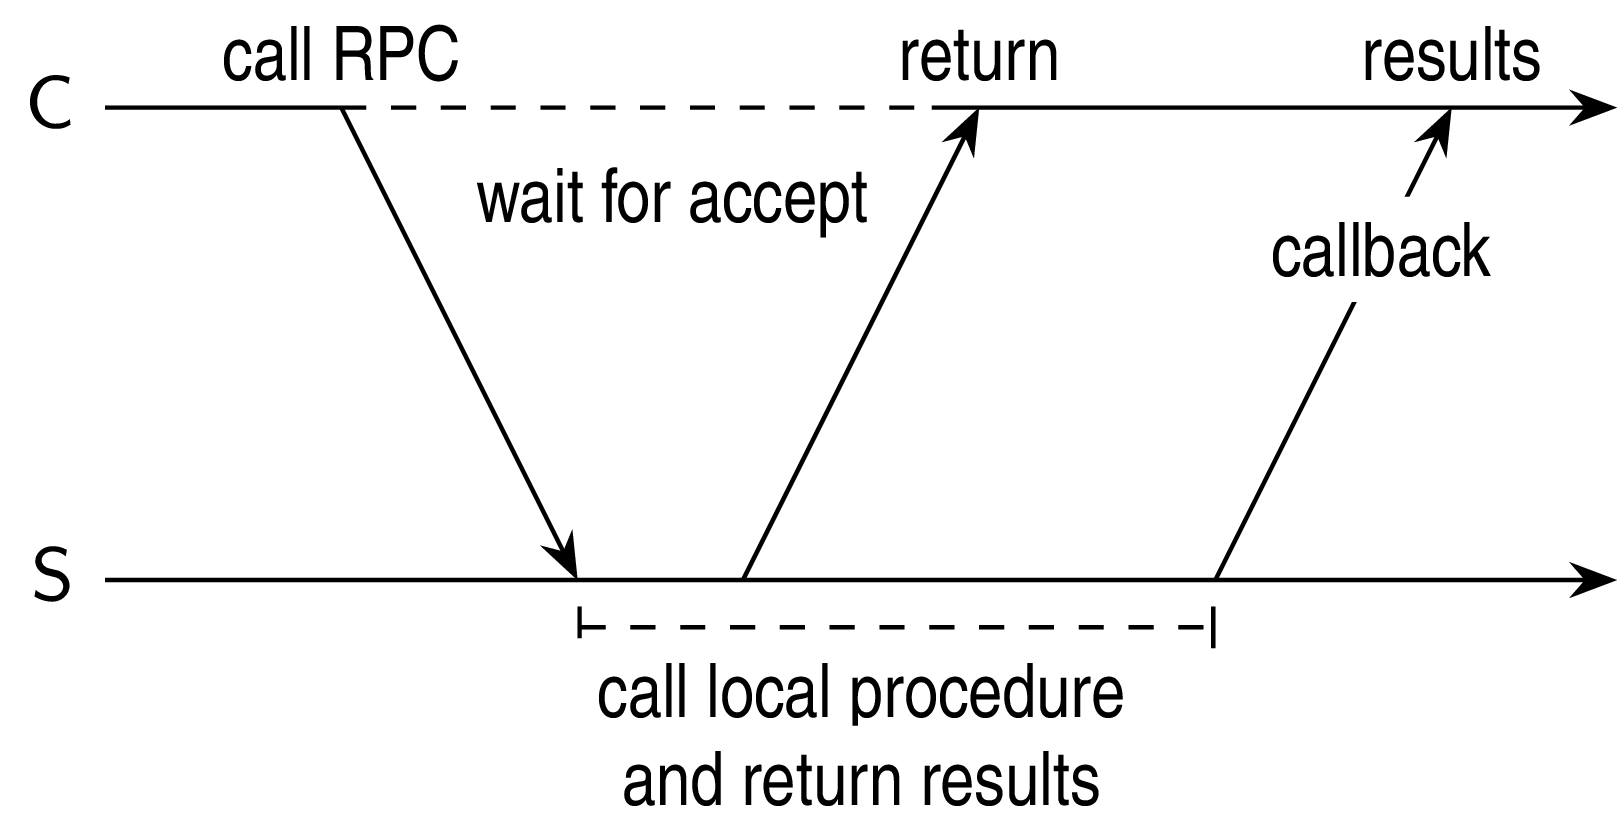 call RPC
return
results
C
wait for accept
callback
S
call local procedure
and return results